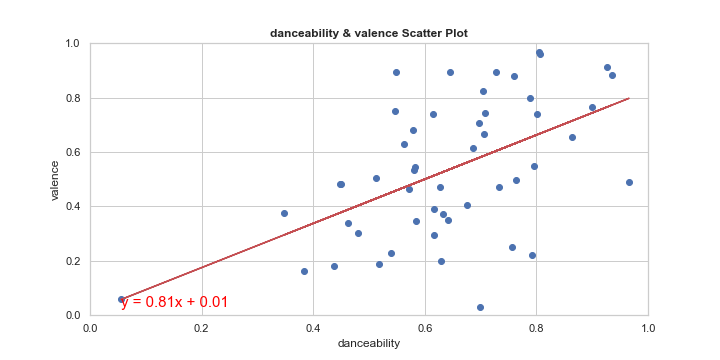 danceability & valence Scatter Plot
1.0
0.8
0.6
0.4
0.2
0.0
valence
y = 0.81x + 0.01
0.0 0.2 0.4 0.6 0.8 1.0
danceability